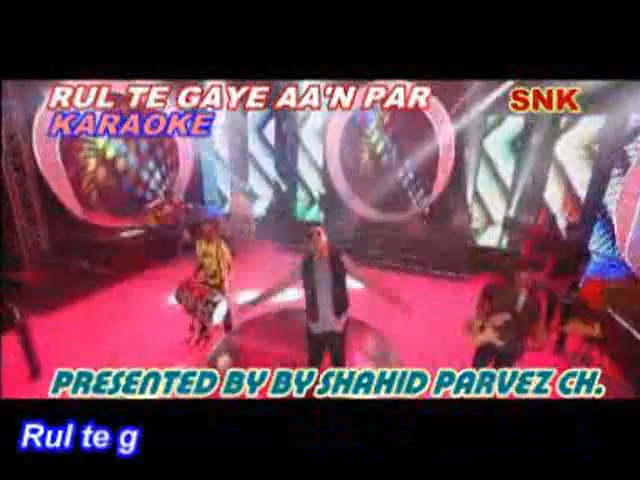 RUL TE GAYE AA'N PAR
SNK
KARAOKE
PRESENTED BY BY SHAHID PARVEZ CH.
Rul te g